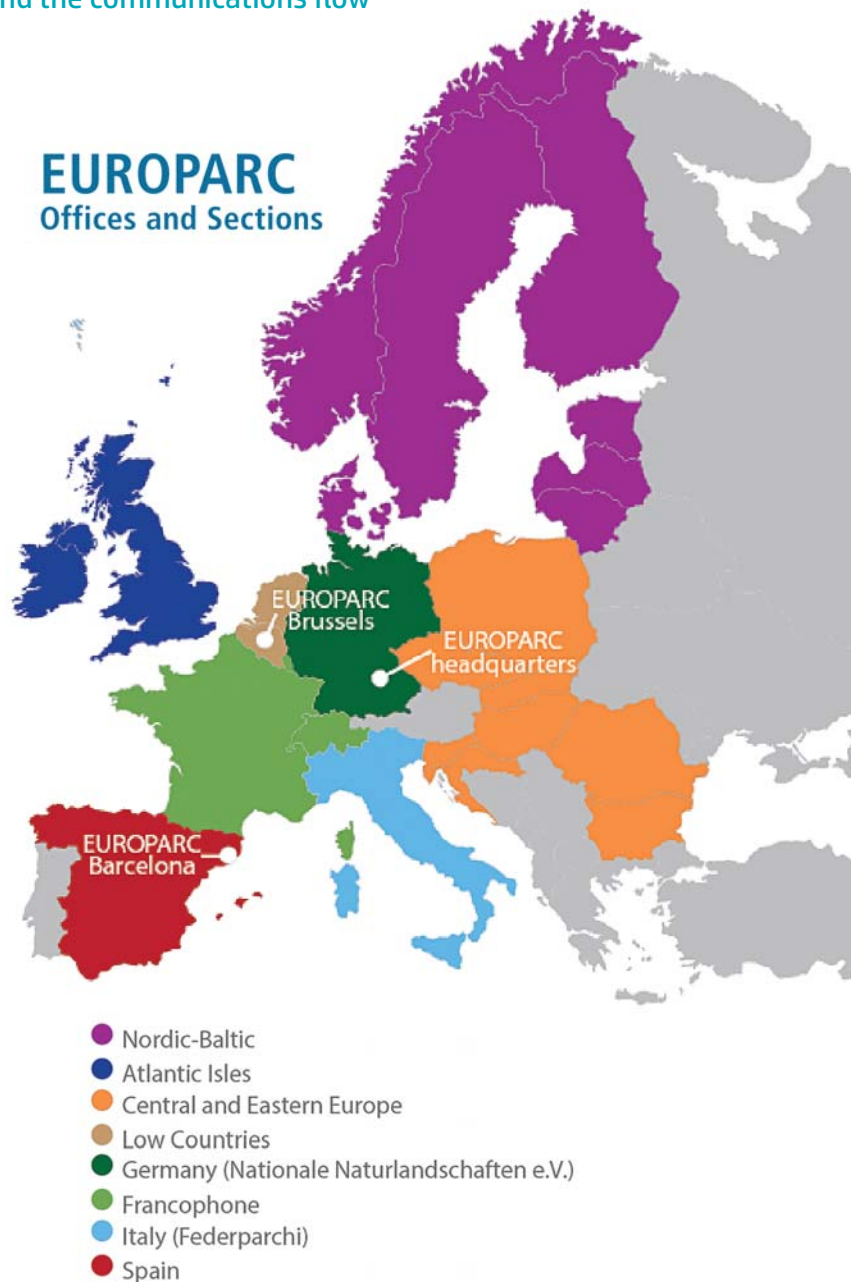 nd the communications flow
EUROPARC
Offices and Sections
EUROPARC
Brussels
EUROPARC
headquarters
EUROPARC
Barcelona
Nordic-Baltic
Atlantic Isles
Central and Eastern Europe
Low Countries
Germany (Nationale Naturlandschaften e.V.)
Francophone
Italy (Federparchi)
Spain